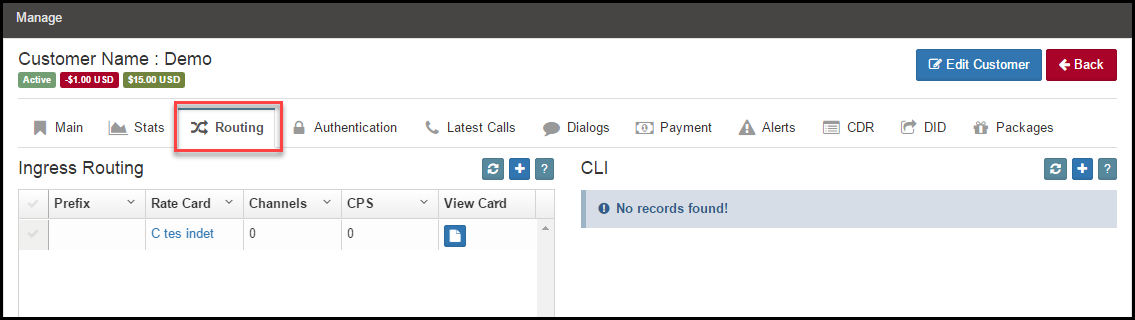 Manage
Customer Name : Demo
Edit Customer
Back
Active -$1.00 USD $15.00 USD
Main Stats Routing Authentication Latest Calls Dialogs Payment Alerts CDR DID Packages
Ingress Routing
?
CLI
?
Prefix Rate Card Channels CPS View Card
C tes indet 0 0
No records found!